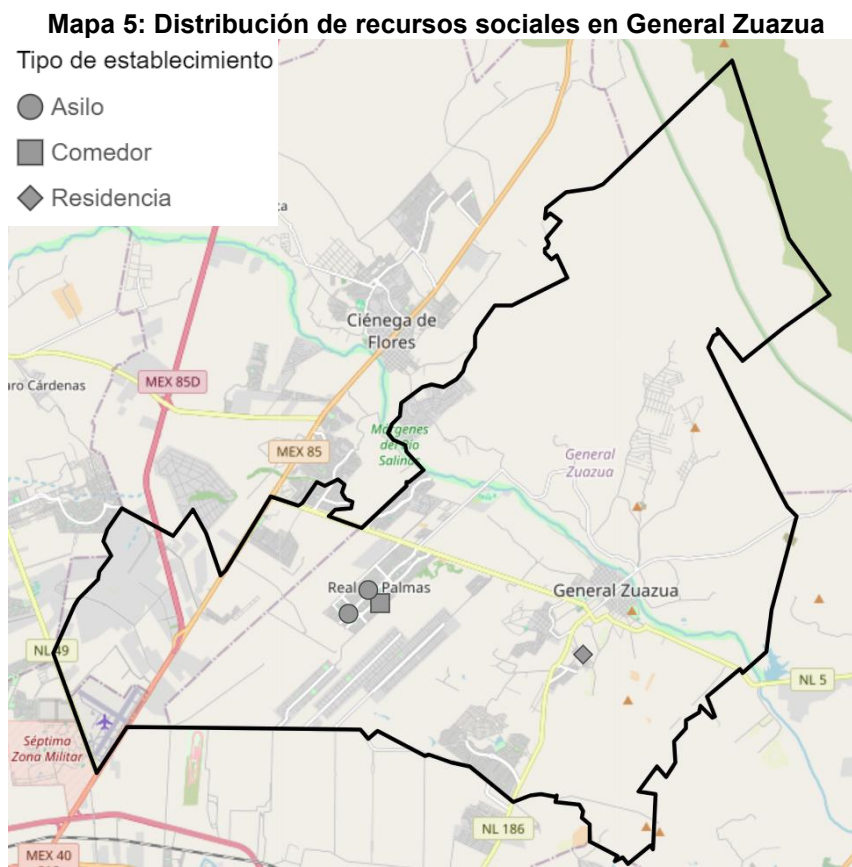 Mapa 5: Distribución de recursos sociales en General Zuazua
Tipo de establecimiento
Asilo
Comedor
Residencia
Ciénega de
Flores
aro Cárdenas
MEX 85D
MEX 85
Márgenes
del Río
Salinas
General
Zuazua
Real Palmas
General Zuazua
NL 49
NL 5
Séptima
Zona Militar
NL 186
MEX 40